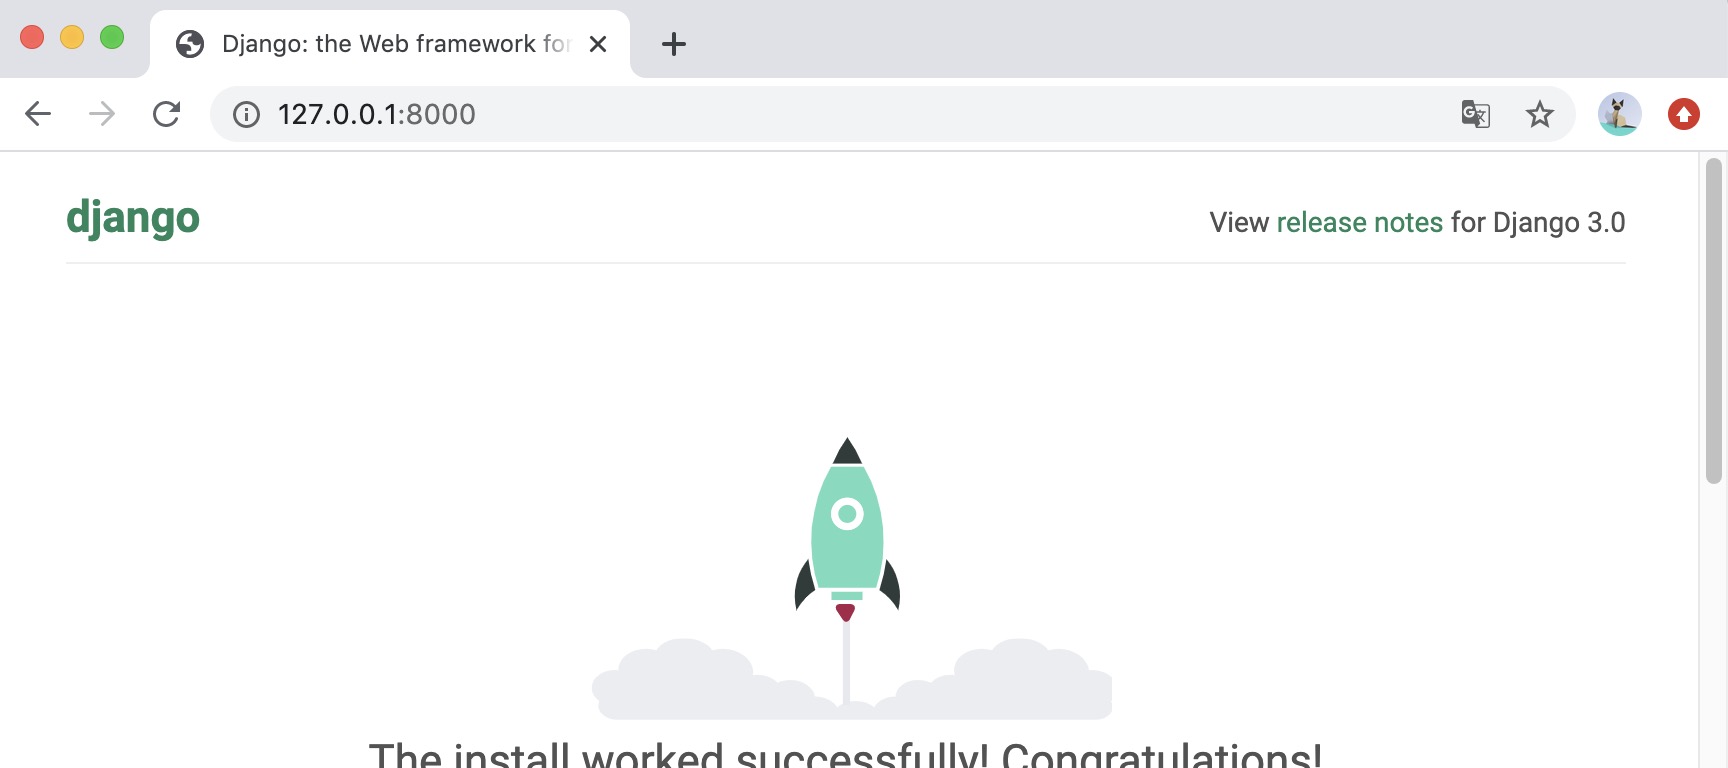 Django: the Web framework for
127.0.0.1:8000
django
View release notes for Django 3.0
The install worked successfully! Congratulations!